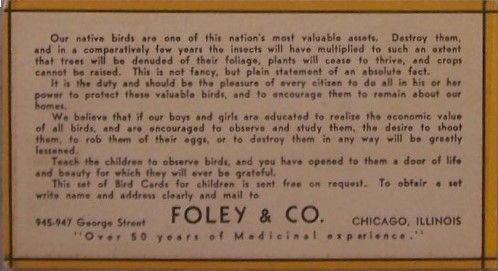 Our native birds are one of this nation's most valuable assets. Destroy them,
and in a comparatively few years the insects will have multiplied to such an extent
that trees will be denuded of their foliage, plants will cease to thrive, and crops
cannot be raised. This is not fancy, but plain statement of an absolute fact.
It is the duty and should be the pleasure of every citizen to do all in his or her
power to protect these valuable birds, and to encourage them to remain about our
homes.
We believe that if our boys and girls are educated to realize the economic value
of all birds, and are encouraged to observe and study them, the desire to shoot
them, to rob them of their eggs, or to destroy them in any way will be greatly
lessened.
Teach the children to observe birds, and you have opened to them a door of life
and beauty for which they will ever be grateful.
This set of Bird Cards for children is sent free on request. To obtain a set
write name and address clearly and mail to
945-947 George Street FOLEY & CO. CHICAGO, ILLINOIS
"Over 50 years of Medicinal experience."